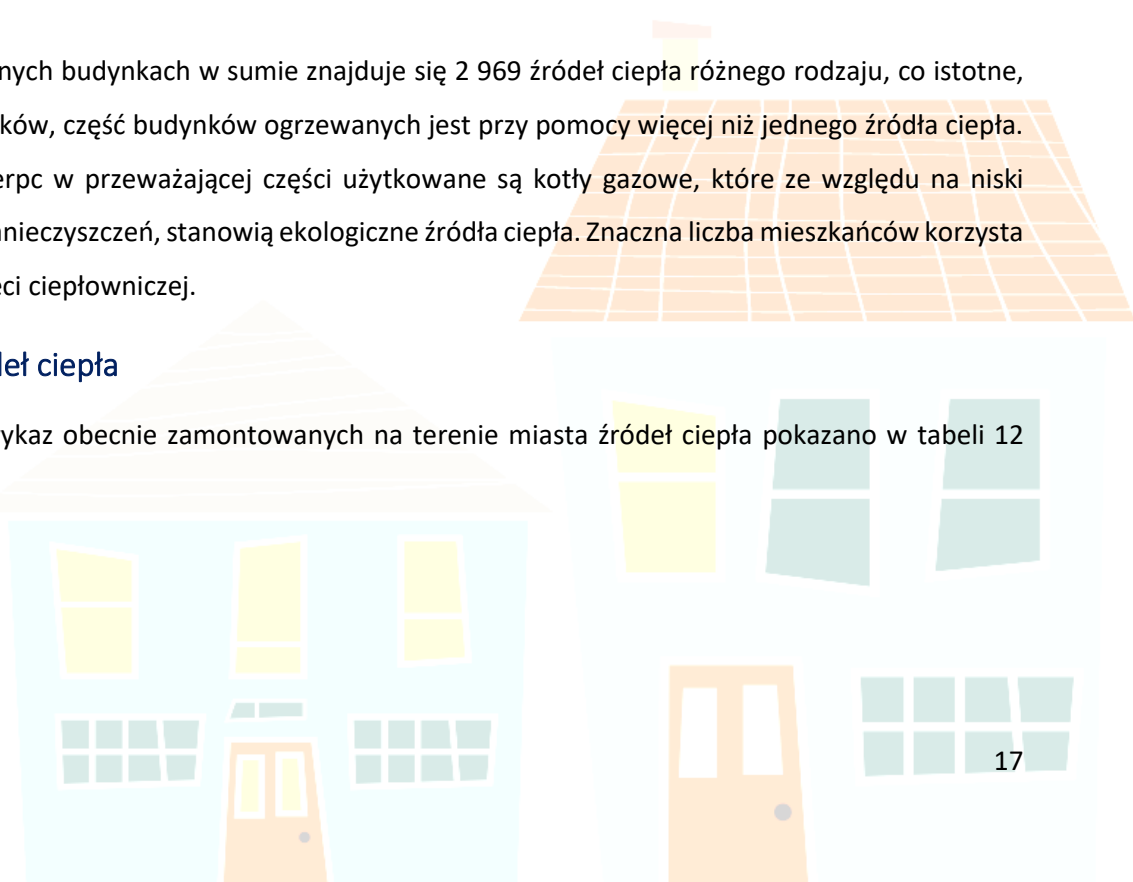 nych budynkach w sumie znajduje się 2 969 źródeł ciepła różnego rodzaju, co istotne,
ków, część budynków ogrzewanych jest przy pomocy więcej niż jednego źródła ciepła.
erpc w przeważającej części użytkowane są kotły gazowe, które ze względu na niski
nieczyszczeń, stanowią ekologiczne źródła ciepła. Znaczna liczba mieszkańców korzysta
ci ciepłowniczej.
eł ciepła
ykaz obecnie zamontowanych na terenie miasta źródeł ciepła pokazano w tabeli 12
17